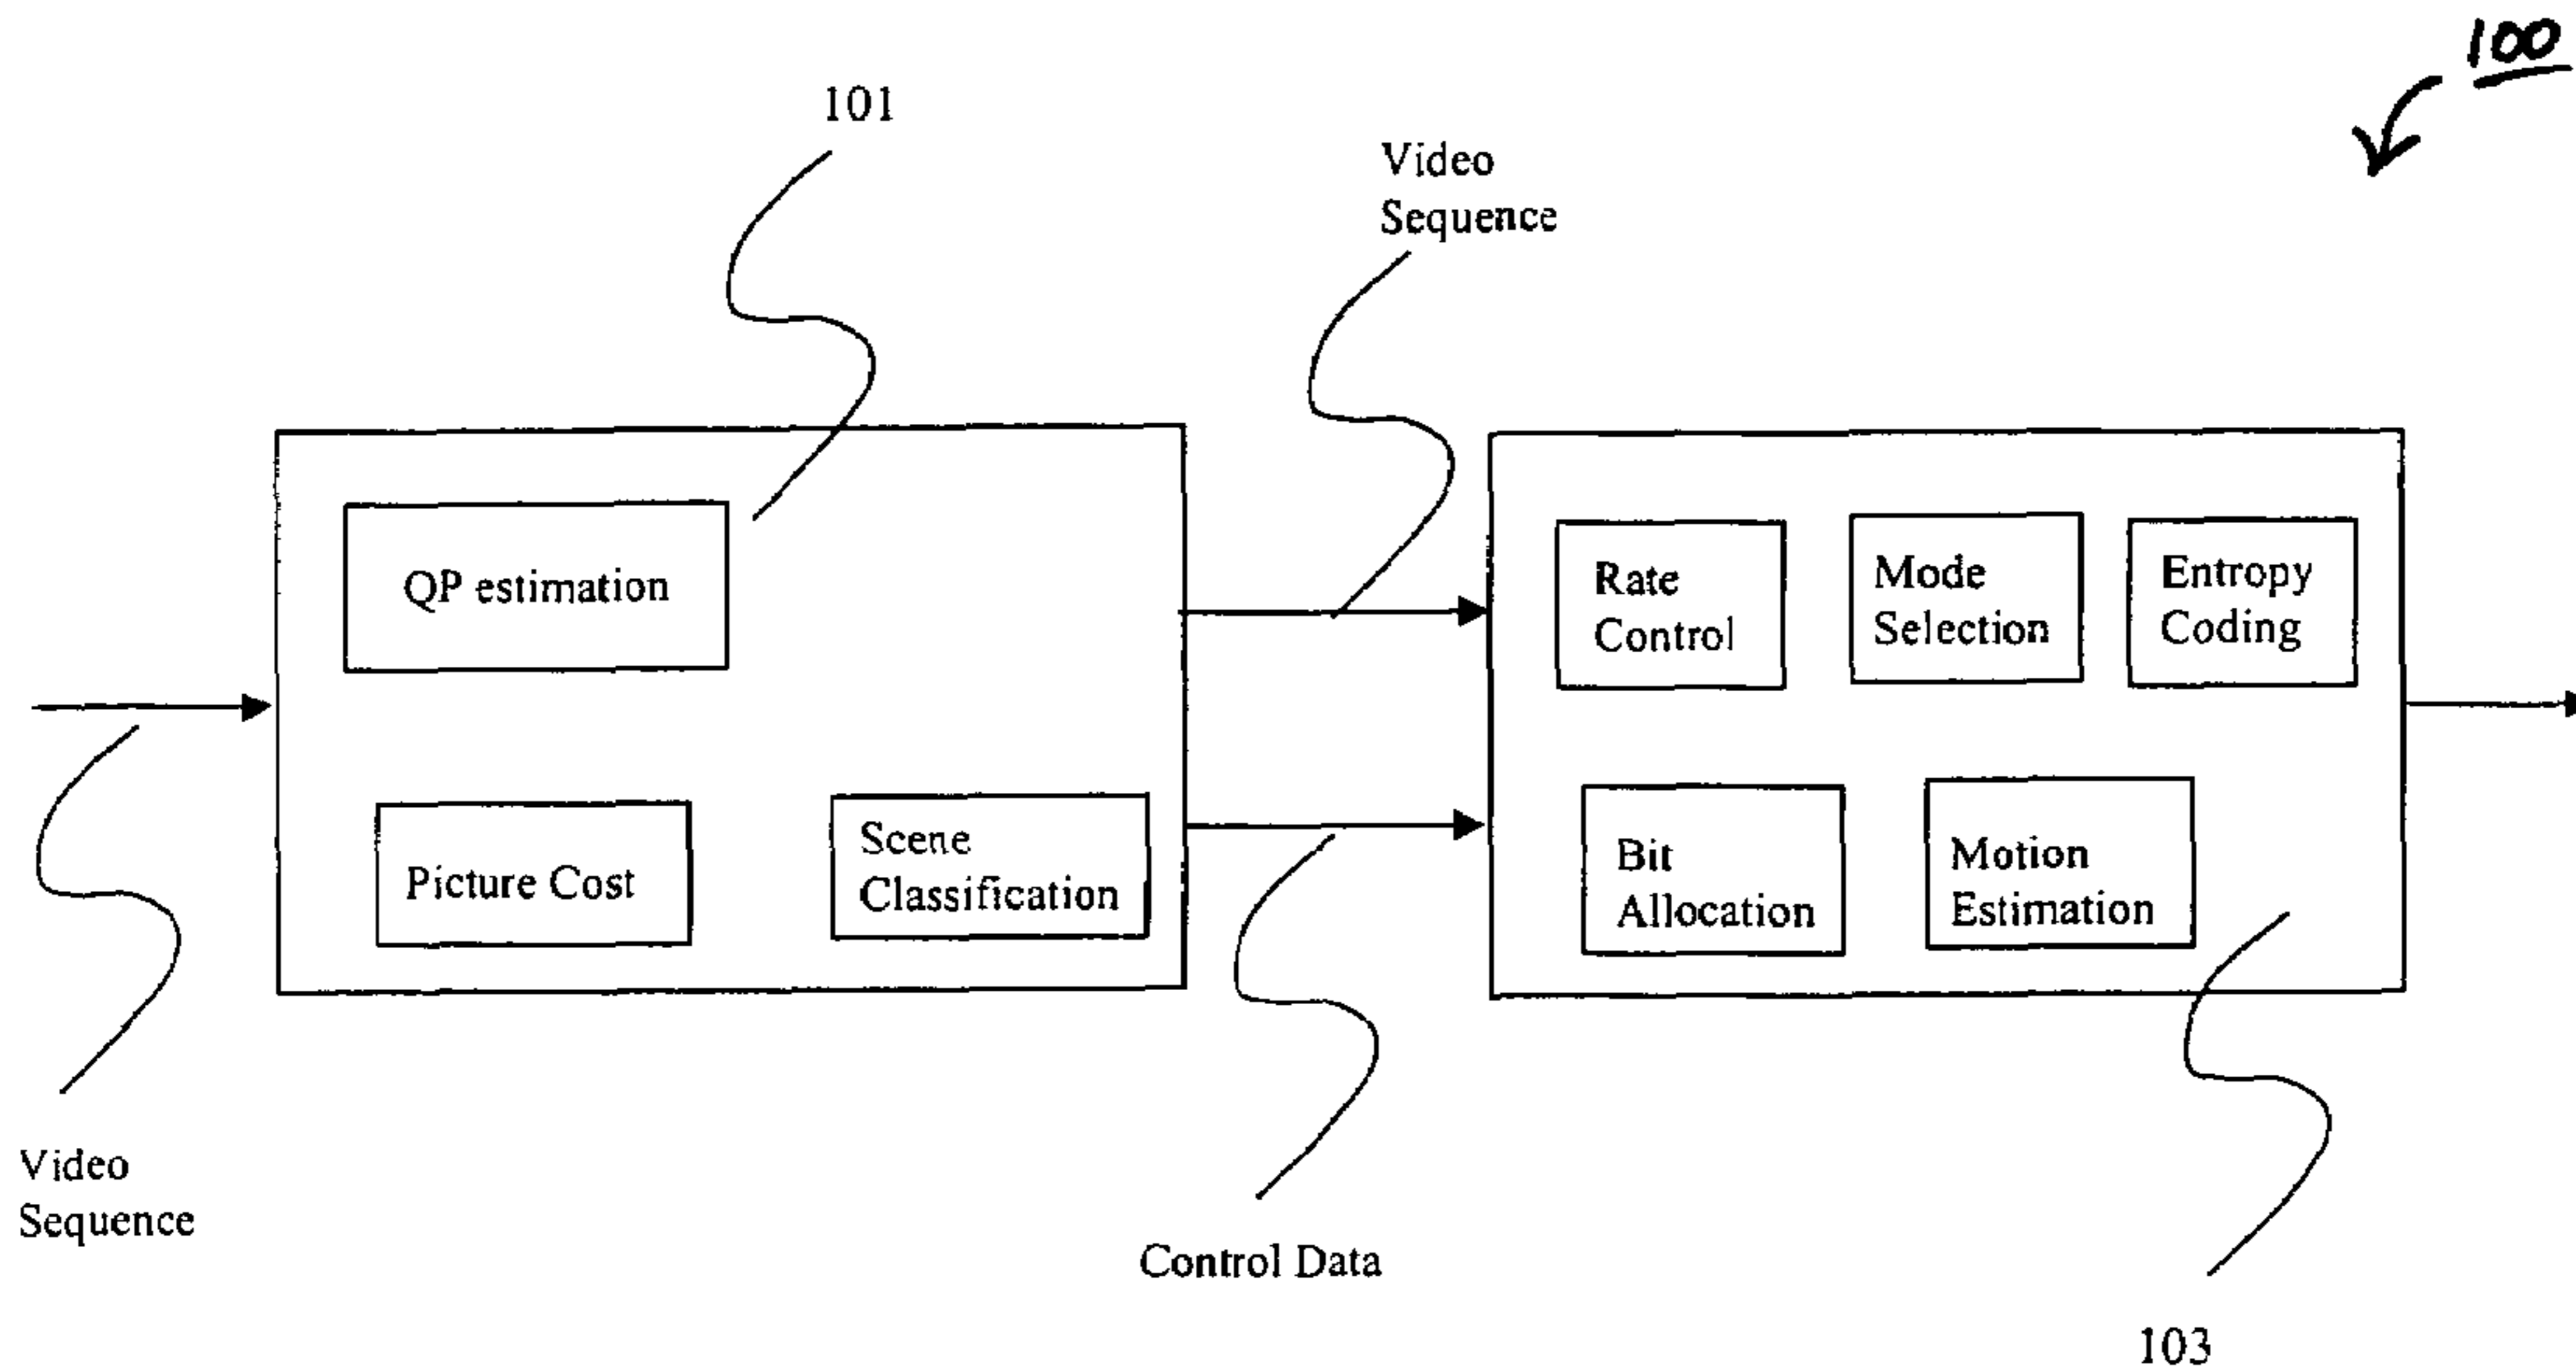 100
101
Video
Sequence
QP estimation
Rate
Control
Mode
Selection
Entropy
Coding
Picture Cost
Scene
Classification
Bit
Allocation
Motion
Estimation
Video
Sequence
Control Data
103